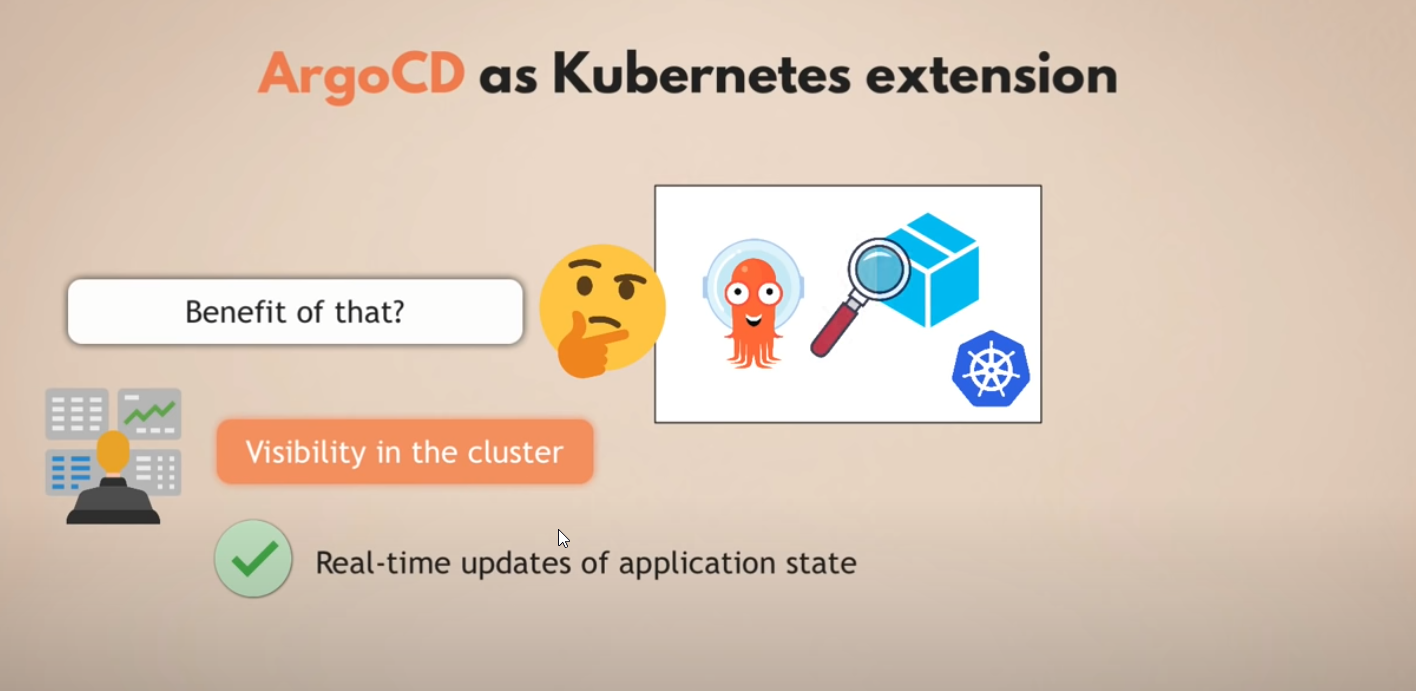 ArgoCD as Kubernetes extension
Benefit of that?
Visibility in the cluster
Real-time updates of application state